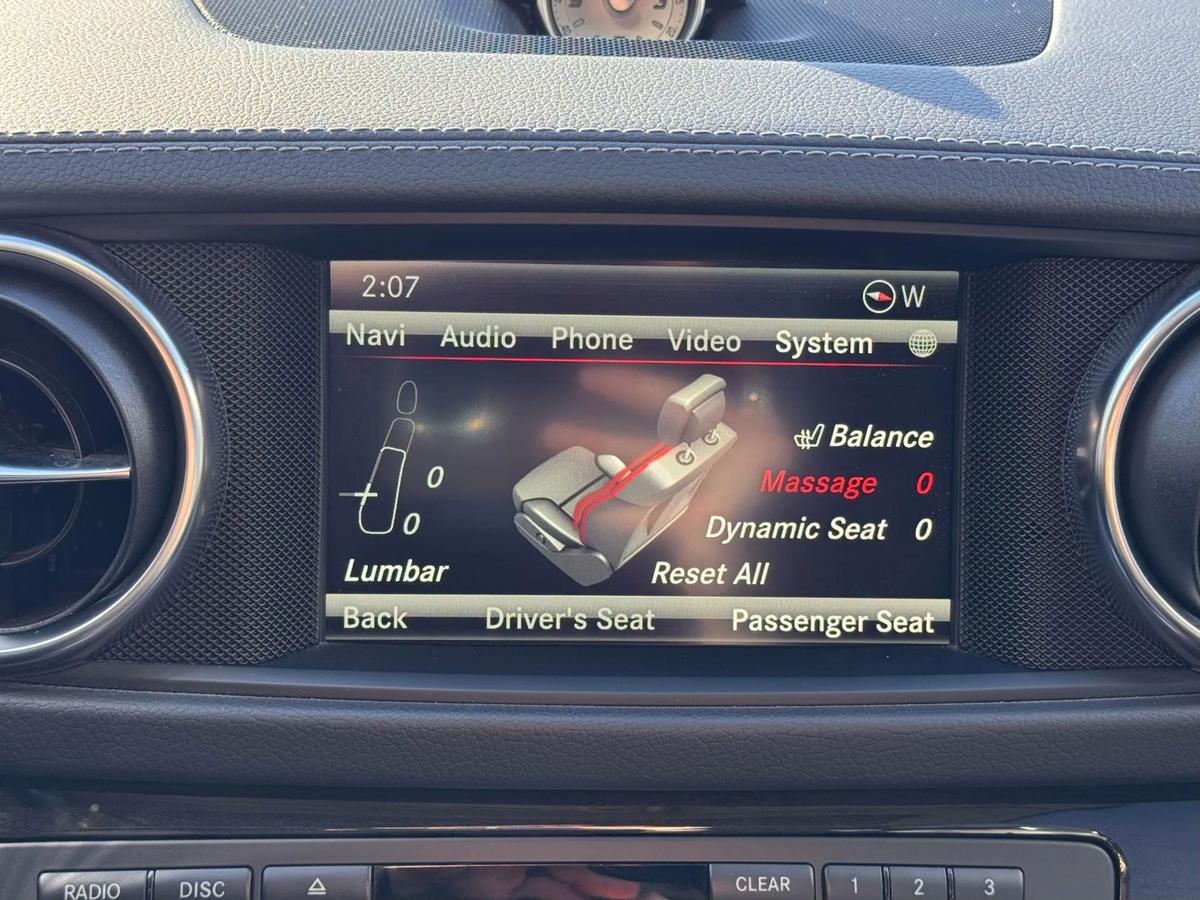 2:07 W
Navi Audio Phone Video System
Balance
0 Massage 0
0 Dynamic Seat 0
Lumbar Reset All
Back Driver's Seat Passenger Seat
RADIO DISC CLEAR 1 2 3